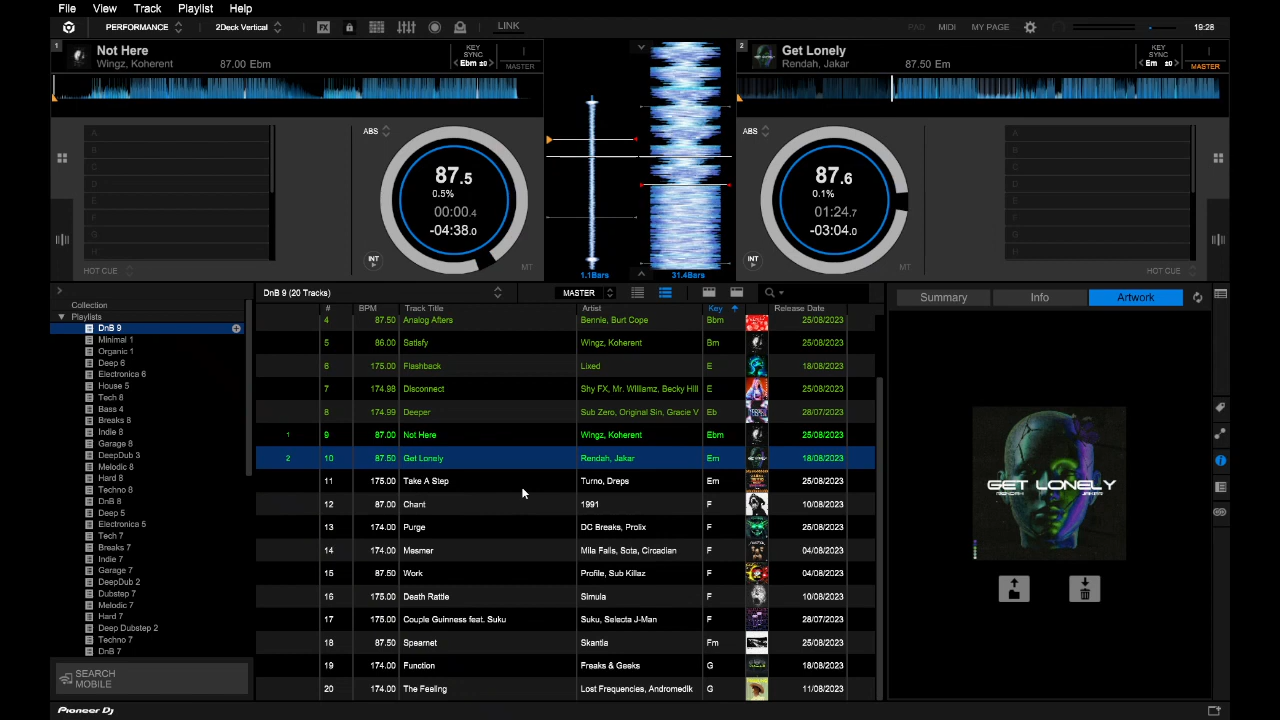 File View Track Playlist Help
PERFORMANCE 2Deck Vertical FX LINK PAD MIDI MY PAGE 19:28
1 Not Here KEY SYNC
Wingz, Koherent 87.00 Ebm Ebm ±0 MASTER
2 Get Lonely KEY SYNC
Rendah, Jakar 87.50 Em Em ±0 MASTER
A
B
C
D
E
F
G
H
HOT CUE
ABS
87.5
0.5%
00:00.4
-04:38.0
INT
MT
1.1Bars 31.4Bars
ABS
87.6
0.1%
01:24.7
-03:04.0
INT
MT
A
B
C
D
E
F
G
H
HOT CUE
Collection
Playlists
DnB 9
Minimal 1
Organic 1
Deep 6
Electronica 6
House 5
Tech 8
Bass 4
Breaks 8
Indie 8
Garage 8
DeepDub 3
Melodic 8
Hard 8
Techno 8
DnB 8
Deep 5
Electronica 5
Tech 7
Breaks 7
Indie 7
Garage 7
DeepDub 2
Dubstep 7
Melodic 7
Hard 7
Deep Dubstep 2
Techno 7
DnB 7
SEARCH
MOBILE
DnB 9 (20 Tracks) MASTER
# BPM Track Title Artist Key Release Date
4 87.50 Analog Afters Bennie, Burt Cope Bbm 25/08/2023
5 86.00 Satisfy Wingz, Koherent Bm 25/08/2023
6 175.00 Flashback Lixed E 18/08/2023
7 174.98 Disconnect Shy FX, Mr. Williamz, Becky Hill E 25/08/2023
8 174.99 Deeper Sub Zero, Original Sin, Gracie V Eb 28/07/2023
1 9 87.00 Not Here Wingz, Koherent Ebm 25/08/2023
2 10 87.50 Get Lonely Rendah, Jakar Em 18/08/2023
11 175.00 Take A Step Turno, Dreps Em 25/08/2023
12 87.00 Chant 1991 F 10/08/2023
13 174.00 Purge DC Breaks, Prolix F 25/08/2023
14 174.00 Mesmer Mila Falls, Sota, Circadian F 04/08/2023
15 87.50 Work Profile, Sub Killaz F 04/08/2023
16 175.00 Death Rattle Simula F 10/08/2023
17 175.00 Couple Guinness feat. Suku Suku, Selecta J-Man F 28/07/2023
18 87.50 Spearnet Skantia Fm 25/08/2023
19 174.00 Function Freaks & Geeks G 18/08/2023
20 174.00 The Feeling Lost Frequencies, Andromedik G 11/08/2023
Summary Info Artwork
GET LONELY
RENDAH JAKAR
Pioneer Dj